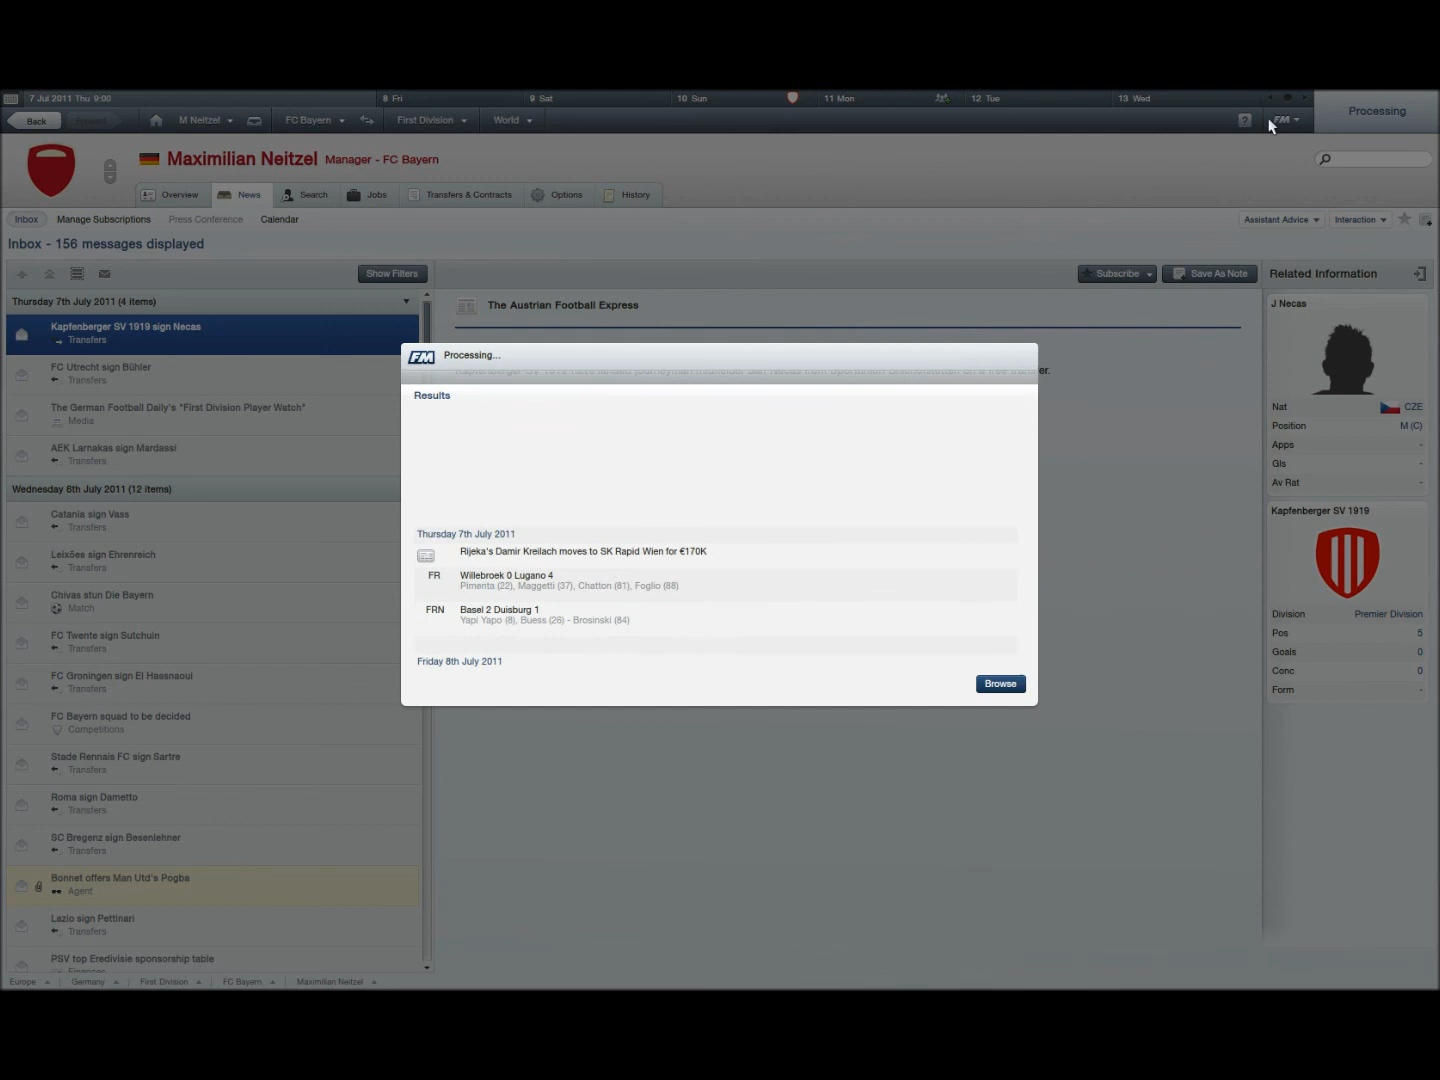 7 Jul 2011 Thu 9:00
8 Fri
9 Sat
10 Sun
11 Mon
12 Tue
13 Wed
Back
M Neitzel
FC Bayern
First Division
World
?
FM
Processing
Maximilian Neitzel Manager - FC Bayern
Overview
News
Search
Jobs
Transfers & Contracts
Options
History
Inbox
Manage Subscriptions
Press Conference
Calendar
Assistant Advice
Interaction
Inbox - 156 messages displayed
Show Filters
Subscribe
Save As Note
Related Information
Thursday 7th July 2011 (4 items)
Kapfenberger SV 1919 sign Necas
Transfers
FC Utrecht sign Bühler
Transfers
The German Football Daily's "First Division Player Watch"
Media
AEK Larnakas sign Mardassi
Transfers
Wednesday 6th July 2011 (12 items)
Catania sign Vass
Transfers
Leixões sign Ehrenreich
Transfers
Chivas stun Die Bayern
Match
FC Twente sign Sutchuin
Transfers
FC Groningen sign El Hassnaoui
Transfers
FC Bayern squad to be decided
Competitions
Stade Rennais FC sign Sartre
Transfers
Roma sign Dametto
Transfers
SC Bregenz sign Besenlehner
Transfers
Bonnet offers Man Utd's Pogba
Agent
Lazio sign Pettinari
Transfers
PSV top Eredivisie sponsorship table
Finances
The Austrian Football Express
FM Processing...
Results
Thursday 7th July 2011
Rijeka's Damir Kreilach moves to SK Rapid Wien for €170K
FR Willebroek 0 Lugano 4
Pimenta (22), Maggetti (37), Chatton (81), Foglio (88)
FRN Basel 2 Duisburg 1
Yapi Yapo (8), Buess (26) - Brosinski (84)
Friday 8th July 2011
Browse
J Necas
Nat CZE
Position M (C)
Apps -
Gls -
Av Rat -
Kapfenberger SV 1919
Division Premier Division
Pos 5
Goals 0
Conc 0
Form -
Europe
Germany
First Division
FC Bayern
Maximilian Neitzel